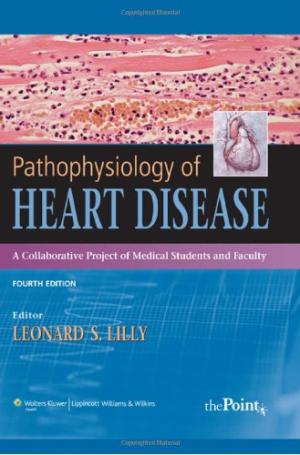 Pathophysiology of
HEART DISEASE
A Collaborative Project of Medical Students and Faculty
FOURTH EDITION
Editor
LEONARD S. LILLY
Wolters Kluwer | Lippincott Williams & Wilkins
Health
thePoint